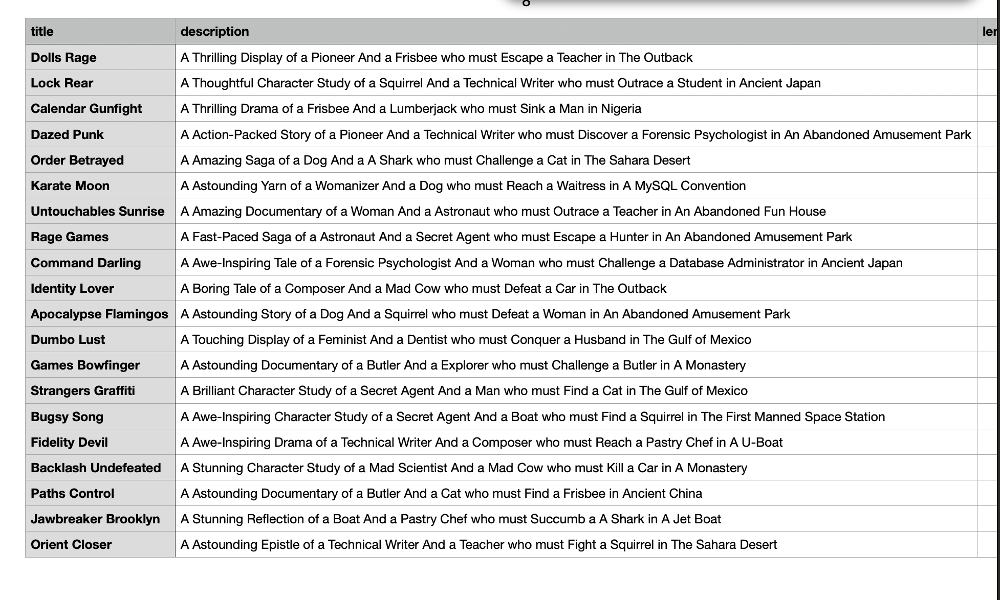 title description
Dolls Rage A Thrilling Display of a Pioneer And a Frisbee who must Escape a Teacher in The Outback
Lock Rear A Thoughtful Character Study of a Squirrel And a Technical Writer who must Outrace a Student in Ancient Japan
Calendar Gunfight A Thrilling Drama of a Frisbee And a Lumberjack who must Sink a Man in Nigeria
Dazed Punk A Action-Packed Story of a Pioneer And a Technical Writer who must Discover a Forensic Psychologist in An Abandoned Amusement Park
Order Betrayed A Amazing Saga of a Dog And a A Shark who must Challenge a Cat in The Sahara Desert
Karate Moon A Astounding Yarn of a Womanizer And a Dog who must Reach a Waitress in A MySQL Convention
Untouchables Sunrise A Amazing Documentary of a Woman And a Astronaut who must Outrace a Teacher in An Abandoned Fun House
Rage Games A Fast-Paced Saga of a Astronaut And a Secret Agent who must Escape a Hunter in An Abandoned Amusement Park
Command Darling A Awe-Inspiring Tale of a Forensic Psychologist And a Woman who must Challenge a Database Administrator in Ancient Japan
Identity Lover A Boring Tale of a Composer And a Mad Cow who must Defeat a Car in The Outback
Apocalypse Flamingos A Astounding Story of a Dog And a Squirrel who must Defeat a Woman in An Abandoned Amusement Park
Dumbo Lust A Touching Display of a Feminist And a Dentist who must Conquer a Husband in The Gulf of Mexico
Games Bowfinger A Astounding Documentary of a Butler And a Explorer who must Challenge a Butler in A Monastery
Strangers Graffiti A Brilliant Character Study of a Secret Agent And a Man who must Find a Cat in The Gulf of Mexico
Bugsy Song A Awe-Inspiring Character Study of a Secret Agent And a Boat who must Find a Squirrel in The First Manned Space Station
Fidelity Devil A Awe-Inspiring Drama of a Technical Writer And a Composer who must Reach a Pastry Chef in A U-Boat
Backlash Undefeated A Stunning Character Study of a Mad Scientist And a Mad Cow who must Kill a Car in A Monastery
Paths Control A Astounding Documentary of a Butler And a Cat who must Find a Frisbee in Ancient China
Jawbreaker Brooklyn A Stunning Reflection of a Boat And a Pastry Chef who must Succumb a A Shark in A Jet Boat
Orient Closer A Astounding Epistle of a Technical Writer And a Teacher who must Fight a Squirrel in The Sahara Desert